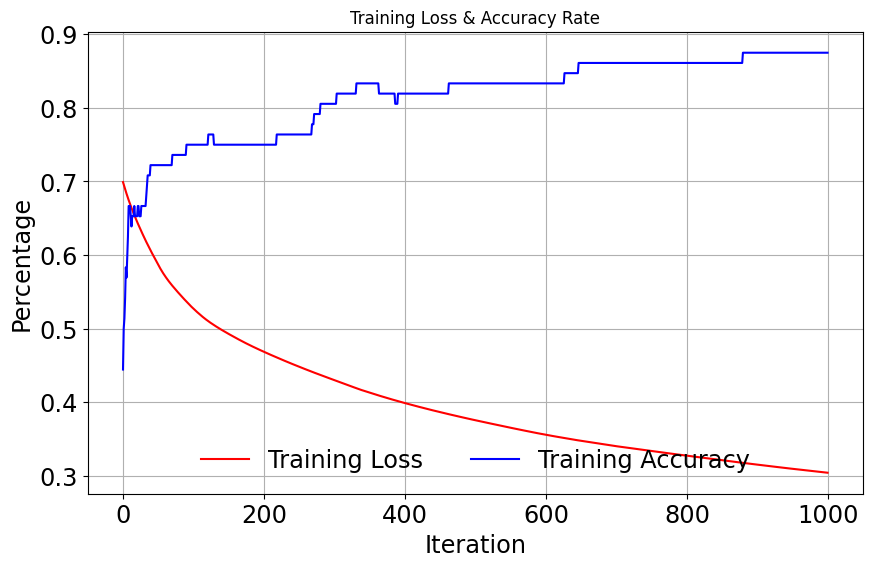 Training Loss & Accuracy Rate
0.9
0.8
0.7
0.6
0.5
0.4
0.3
Percentage
Training Loss
Training Accuracy
0 200 400 600 800 1000
Iteration